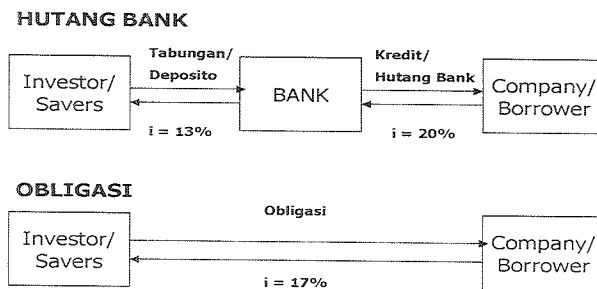 HUTANG BANK
Tabungan/
Deposito
Kredit/
Hutang Bank
Investor/
Savers
BANK
Company/
Borrower
i = 13%
i = 20%
OBLIGASI
Obligasi
Investor/
Savers
Company/
Borrower
i = 17%